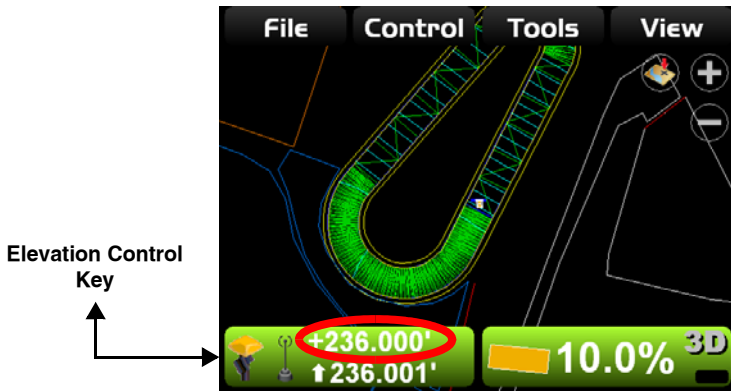 File Control Tools View
Elevation Control
Key
+236.000'
⬆236.001'
10.0%
3D